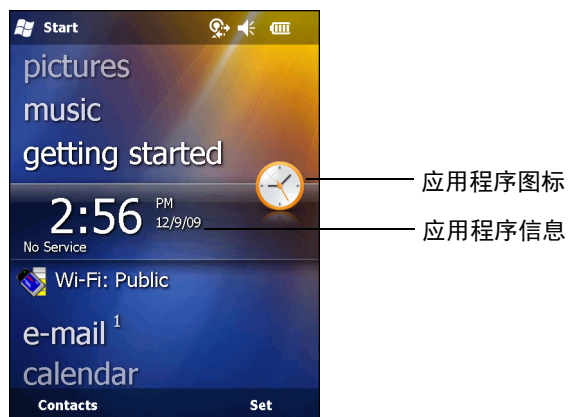 Start
pictures
music
getting started
应用程序图标
2:56 PM
12/9/09
应用程序信息
No Service
Wi-Fi: Public
e-mail 1
calendar
Contacts Set